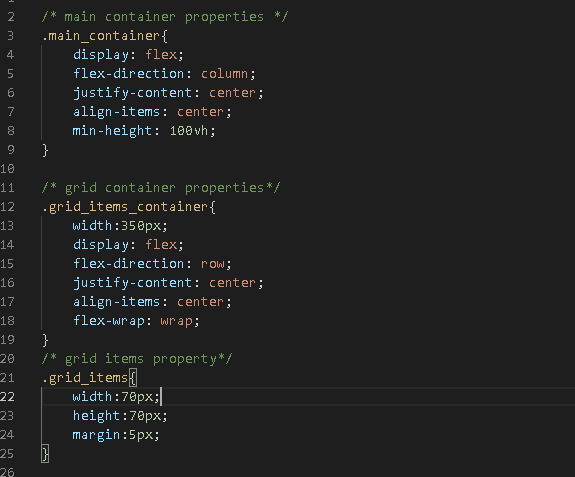 2 /* main container properties */
3 .main_container{
4 display: flex;
5 flex-direction: column;
6 justify-content: center;
7 align-items: center;
8 min-height: 100vh;
9 }
10
11 /* grid container properties*/
12 .grid_items_container{
13 width:350px;
14 display: flex;
15 flex-direction: row;
16 justify-content: center;
17 align-items: center;
18 flex-wrap: wrap;
19 }
20 /* grid items property*/
21 .grid_items{
22 width:70px;
23 height:70px;
24 margin:5px;
25 }
26